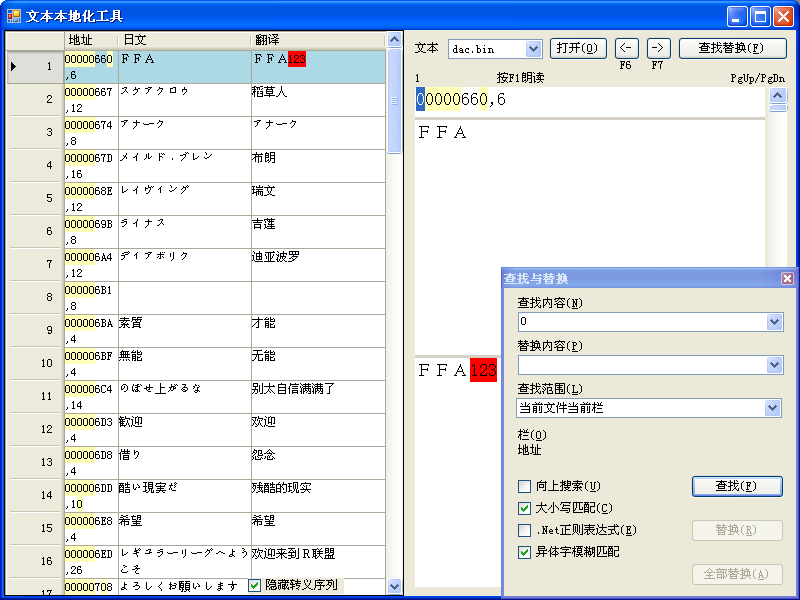 文本本地化工具
地址 日文 翻译
1 00000660,6 ＦＦＡ ＦＦＡ123
2 00000667,12 スケアクロゥ 稻草人
3 00000674,8 アナーク アナーク
4 0000067D,16 メイルド．ブレン 布朗
5 0000068E,12 レイヴィング 瑞文
6 0000069B,8 ライナス 吉莲
7 000006A4,12 デイアボリク 迪亚波罗
8 000006B1,8
9 000006BA,4 素質 才能
10 000006BF,4 無能 无能
11 000006C4,14 のぼせ上がるな 别太自信满满了
12 000006D3,4 歓迎 欢迎
13 000006D8,4 借り 怨念
14 000006DD,10 酷い現実だ 残酷的现实
15 000006E8,4 希望 希望
16 000006ED,26 レギュラーリーグへようこそ 欢迎来到Ｒ联盟
17 00000708 よろしくお願いします
隐藏转义序列
文本 dac.bin 打开(O) <- -> 查找替换(F)
F6 F7
1 按F1朗读 PgUp/PgDn
00000660,6
ＦＦＡ
ＦＦＡ123
查找与替换
查找内容(N)
0
替换内容(P)
查找范围(L)
当前文件当前栏
栏(O)
地址
向上搜索(U)
查找(F)
大小写匹配(C)
.Net正则表达式(E)
替换(R)
异体字模糊匹配
全部替换(A)